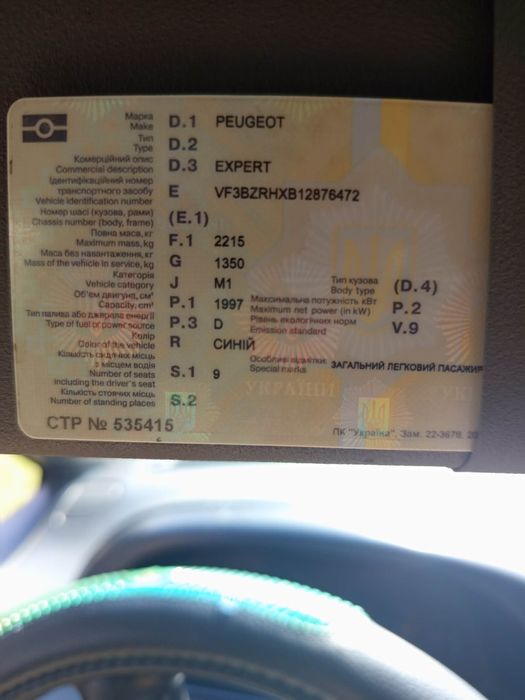 Марка
Make D.1 PEUGEOT
Тип
Type D.2
Комерційний опис
Commercial description D.3 EXPERT
Ідентифікаційний номер
транспортного засобу
Vehicle identification number E VF3BZRHXB12876472
Номер шасі (кузова, рами)
Chassis number (body, frame) (E.1)
Повна маса, кг
Maximum mass, kg F.1 2215
Маса без навантаження, кг
Mass of the vehicle in service, kg G 1350
Категорія
Vehicle category J M1
Тип кузова
Body type (D.4)
Об'єм двигуна, см³
Capacity, cm³ P.1 1997
Максимальна потужність кВт
Maximum net power (in kW) P.2
Тип палива або джерела енергії
Type of fuel or power source P.3 D
Рівень екологічних норм
Emission standard V.9
Колір
Color of the vehicle R СИНІЙ
Кількість сидячих місць
з місцем водія
Number of seats
including the driver's seat S.1 9
Особливі відмітки
Special marks ЗАГАЛЬНИЙ ЛЕГКОВИЙ ПАСАЖИР
УКРАЇНИ
Кількість стоячих місць
Number of standing places S.2
СТР № 535415
ПК "Україна", Зам. 22-3678, 20